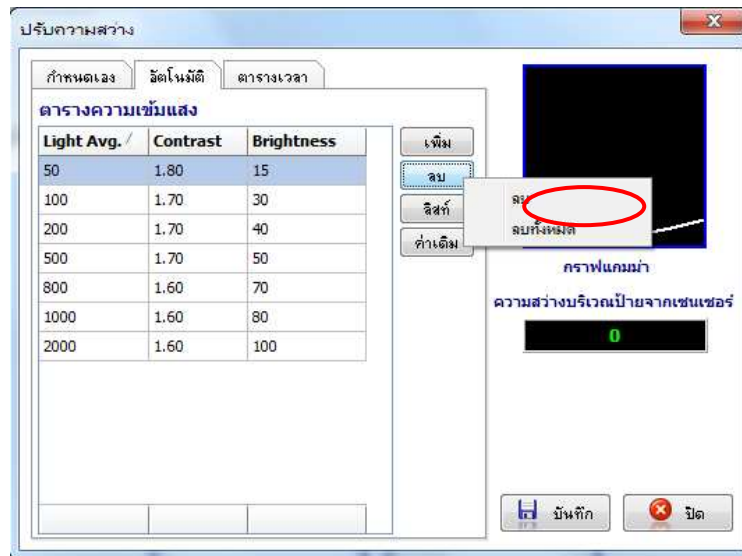 ปรับความสว่าง
กำหนดเอง อัตโนมัติ ตารางเวลา
ตารางความเข้มแสง
Light Avg. Contrast Brightness
50 1.80 15
100 1.70 30
200 1.70 40
500 1.70 50
800 1.60 70
1000 1.60 80
2000 1.60 100
เพิ่ม
ลบ
ลิสท์
ค่าเดิม
ลบ
ลบทั้งหมด
กราฟแกมม่า
ความสว่างบริเวณป้ายจากเซนเซอร์
0
บันทึก ปิด